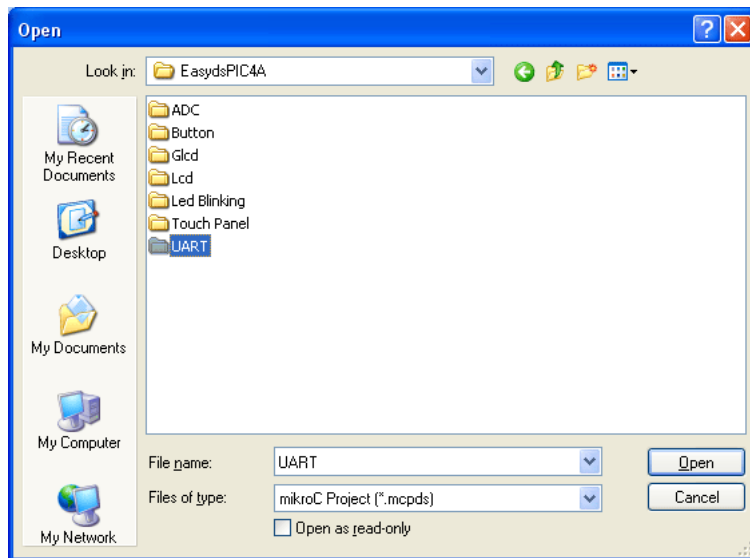 Open
Look in:
EasydsPIC4A
My Recent
Documents
Desktop
My Documents
My Computer
My Network
ADC
Button
Glcd
Lcd
Led Blinking
Touch Panel
UART
File name:
UART
Open
Files of type:
mikroC Project (*.mcpds)
Cancel
Open as read-only